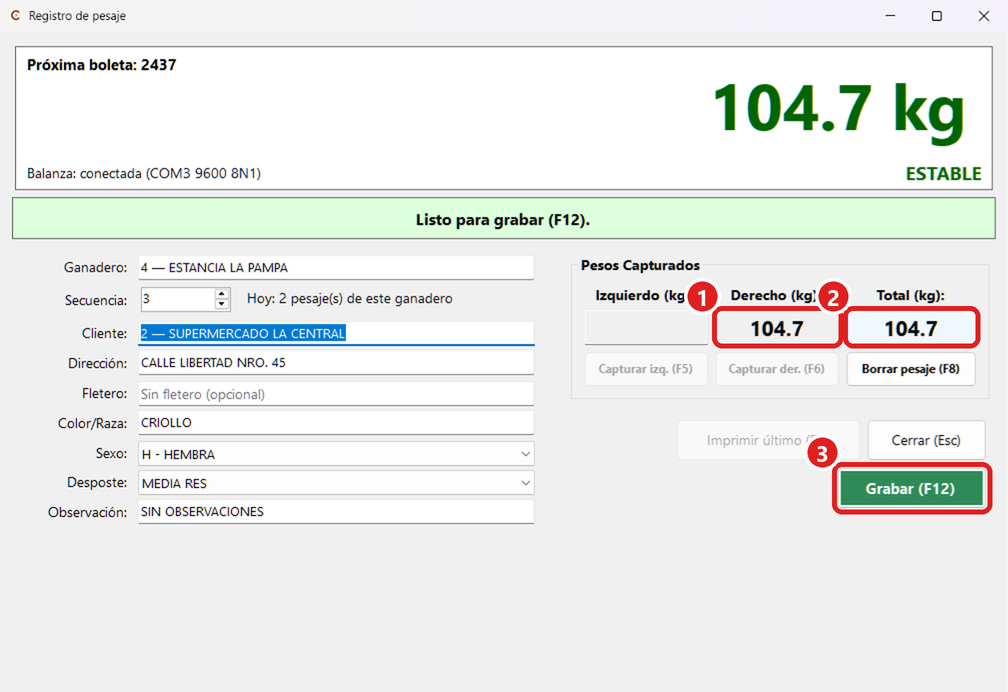 Registro de pesaje
Próxima boleta: 2437
104.7 kg
Balanza: conectada (COM3 9600 8N1)
ESTABLE
Listo para grabar (F12).
Ganadero: 4 — ESTANCIA LA PAMPA
Secuencia: 3 Hoy: 2 pesaje(s) de este ganadero
Cliente: 2 — SUPERMERCADO LA CENTRAL
Dirección: CALLE LIBERTAD NRO. 45
Fletero: Sin fletero (opcional)
Color/Raza: CRIOLLO
Sexo: H - HEMBRA
Desposte: MEDIA RES
Observación: SIN OBSERVACIONES
Pesos Capturados
Izquierdo (kg 1 Derecho (kg) 2 Total (kg):
104.7 104.7
Capturar izq. (F5) Capturar der. (F6) Borrar pesaje (F8)
Imprimir último Cerrar (Esc)
3
Grabar (F12)